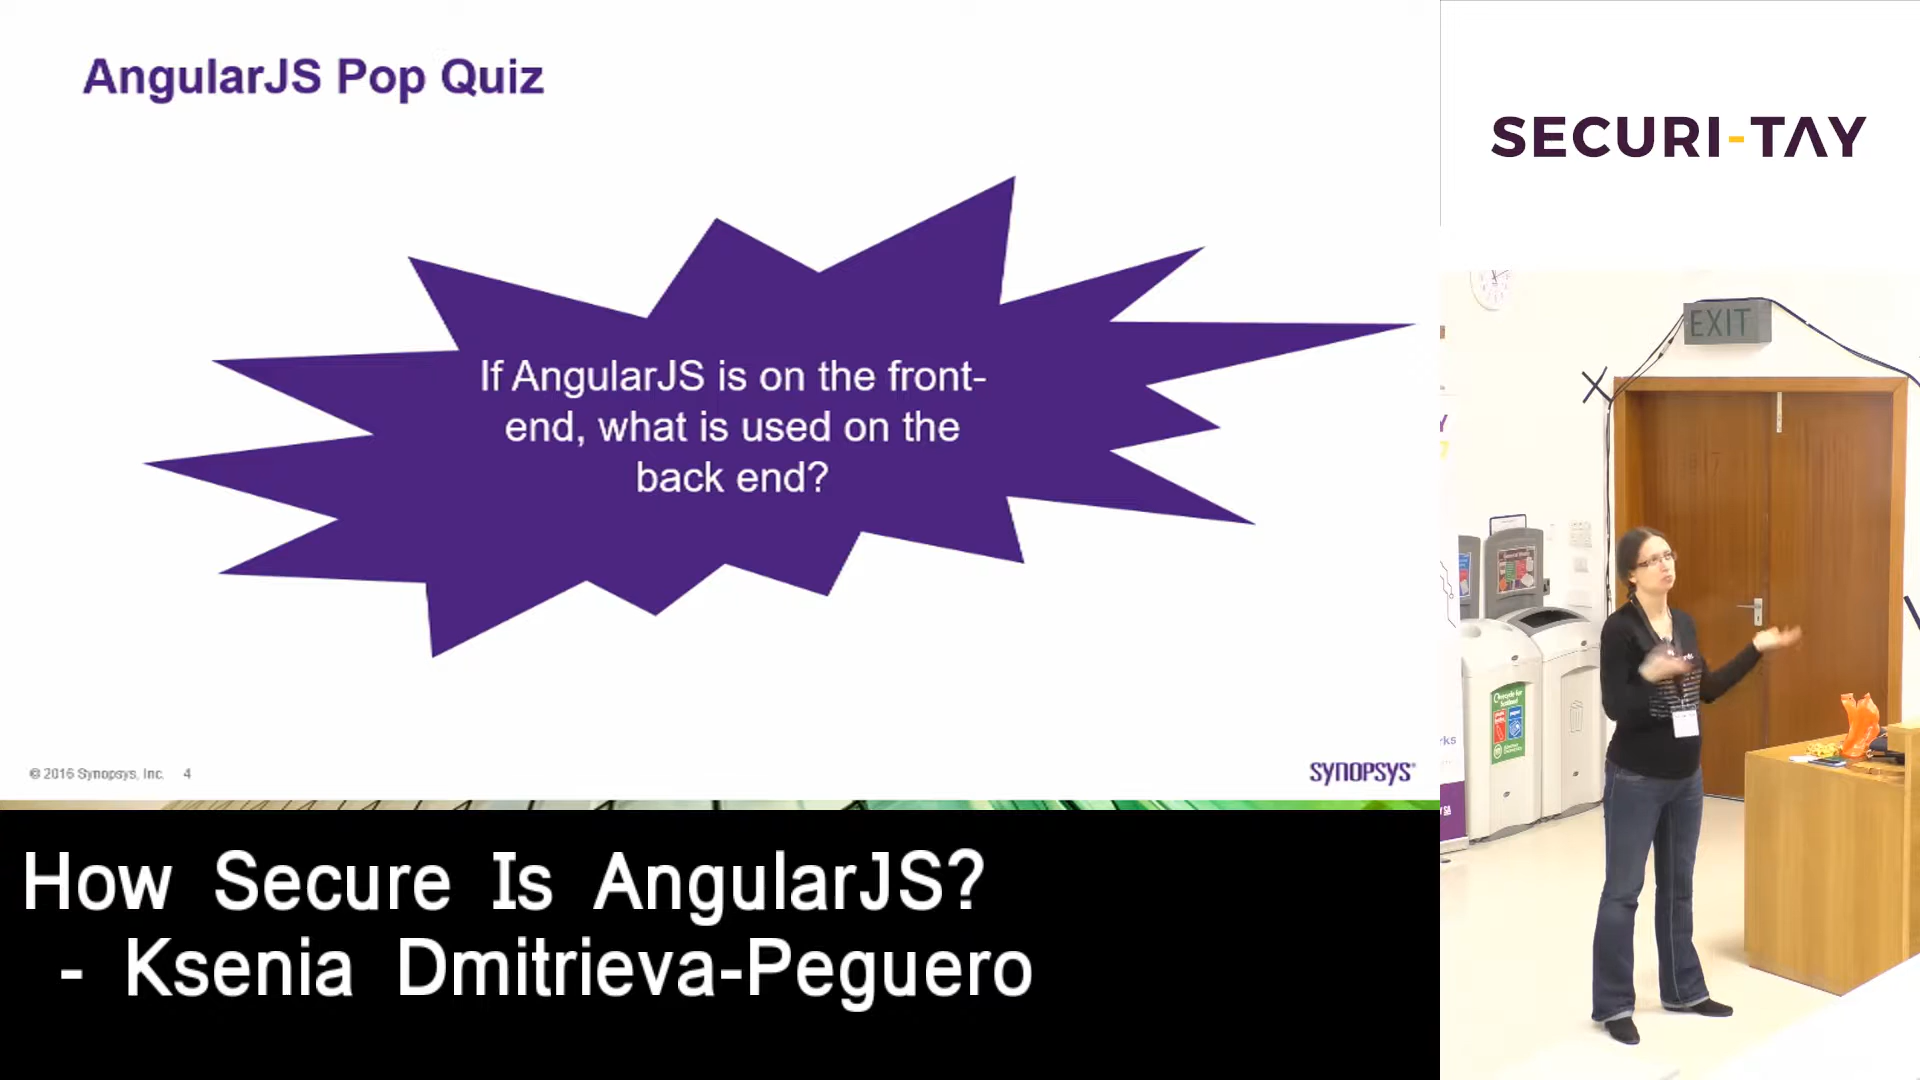 AngularJS Pop Quiz
If AngularJS is on the front-
end, what is used on the
back end?
© 2016 Synopsys, Inc. 4
SYNOPSYS®
How Secure Is AngularJS?
- Ksenia Dmitrieva-Peguero
SECURI-TAY
EXIT